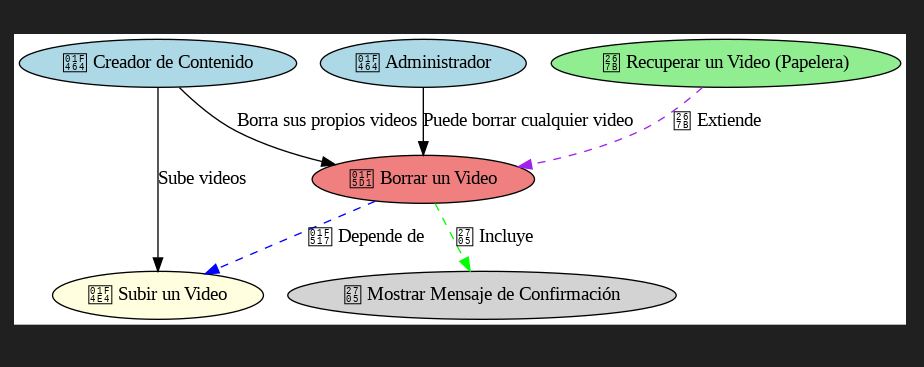 Creador de Contenido
Administrador
Recuperar un Video (Papelera)
Borra sus propios videos
Puede borrar cualquier video
Extiende
Sube videos
Borrar un Video
Depende de
Incluye
Subir un Video
Mostrar Mensaje de Confirmación